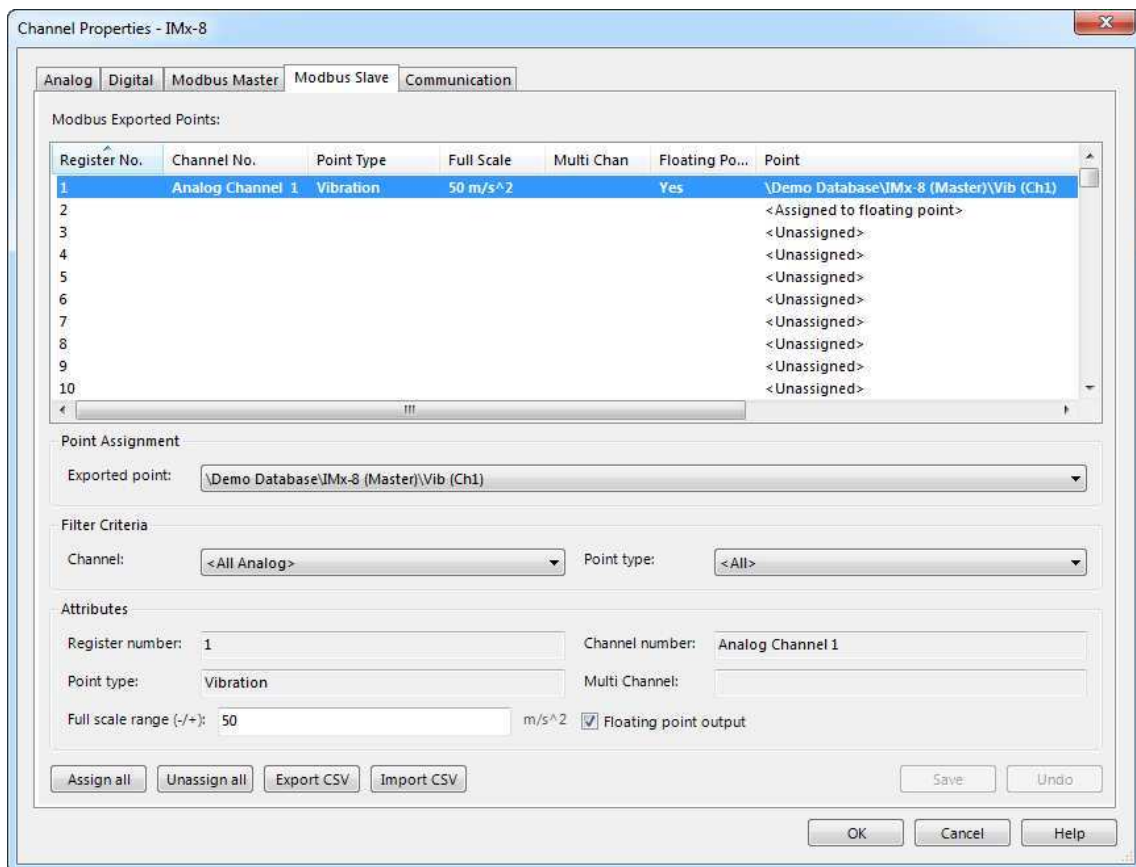 Channel Properties - IMx-8
Analog Digital Modbus Master Modbus Slave Communication
Modbus Exported Points:
Register No. Channel No. Point Type Full Scale Multi Chan Floating Po... Point
1 Analog Channel 1 Vibration 50 m/s^2 Yes \Demo Database\IMx-8 (Master)\Vib (Ch1)
2 <Assigned to floating point>
3 <Unassigned>
4 <Unassigned>
5 <Unassigned>
6 <Unassigned>
7 <Unassigned>
8 <Unassigned>
9 <Unassigned>
10 <Unassigned>
Point Assignment
Exported point: \Demo Database\IMx-8 (Master)\Vib (Ch1)
Filter Criteria
Channel: <All Analog> Point type: <All>
Attributes
Register number: 1 Channel number: Analog Channel 1
Point type: Vibration Multi Channel:
Full scale range (-/+): 50 m/s^2 Floating point output
Assign all Unassign all Export CSV Import CSV Save Undo
OK Cancel Help